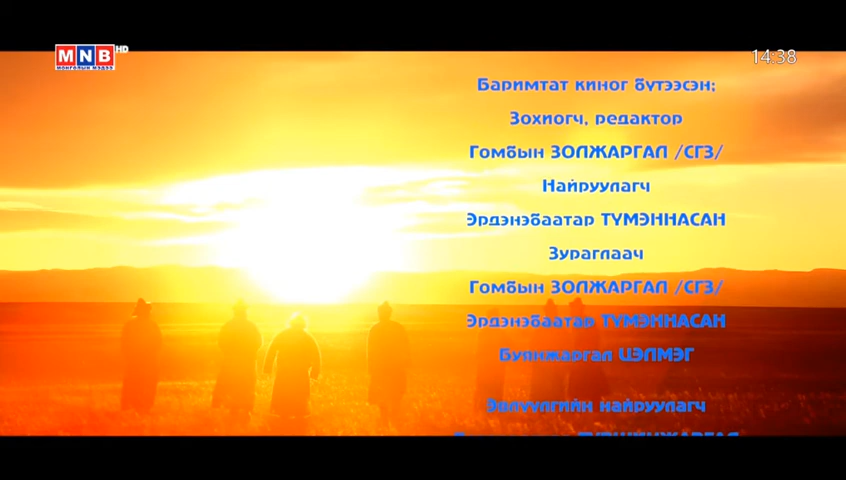 MNB HD
МОНГОЛЫН МЭДЭЭ
14:38
Баримтат киног бүтээсэн:
Зохиогч, редактор
Гомбын ЗОЛЖАРГАЛ /СГЗ/
Найруулагч
Эрдэнэбаатар ТҮМЭННАСАН
Зураглаач
Гомбын ЗОЛЖАРГАЛ /СГЗ/
Эрдэнэбаатар ТҮМЭННАСАН
Буянжаргал ЦЭЛМЭГ
Эвлүүлгийн найруулагч